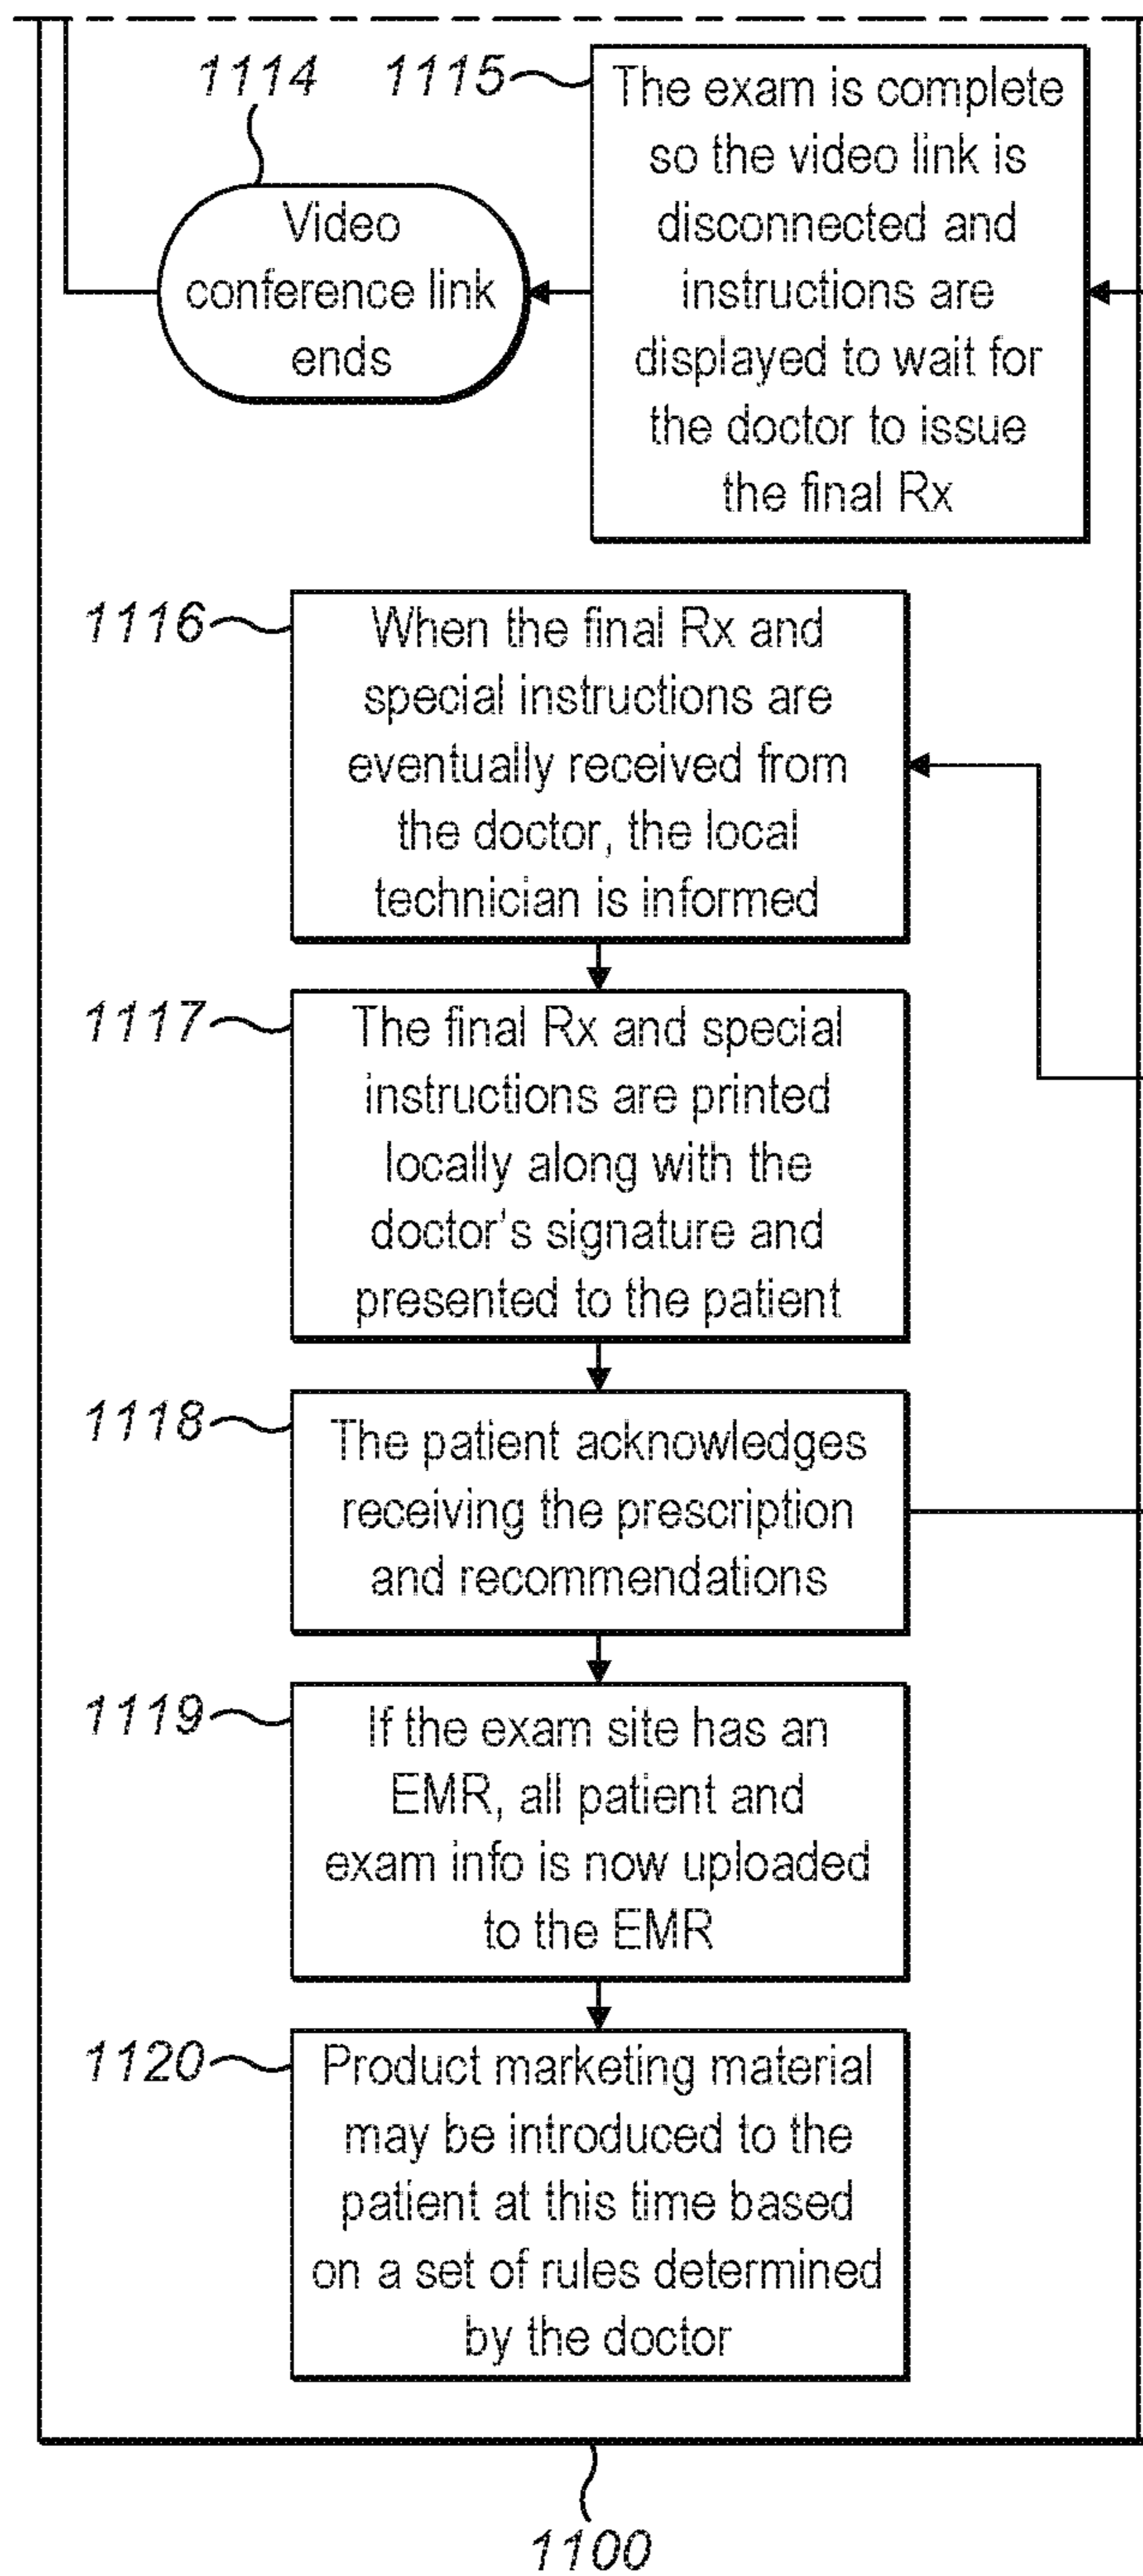 1114
Video
conference link
ends
1115
The exam is complete
so the video link is
disconnected and
instructions are
displayed to wait for
the doctor to issue
the final Rx
1116
When the final Rx and
special instructions are
eventually received from
the doctor, the local
technician is informed
1117
The final Rx and special
instructions are printed
locally along with the
doctor's signature and
presented to the patient
1118
The patient acknowledges
receiving the prescription
and recommendations
1119
If the exam site has an
EMR, all patient and
exam info is now uploaded
to the EMR
1120
Product marketing material
may be introduced to the
patient at this time based
on a set of rules determined
by the doctor
1100